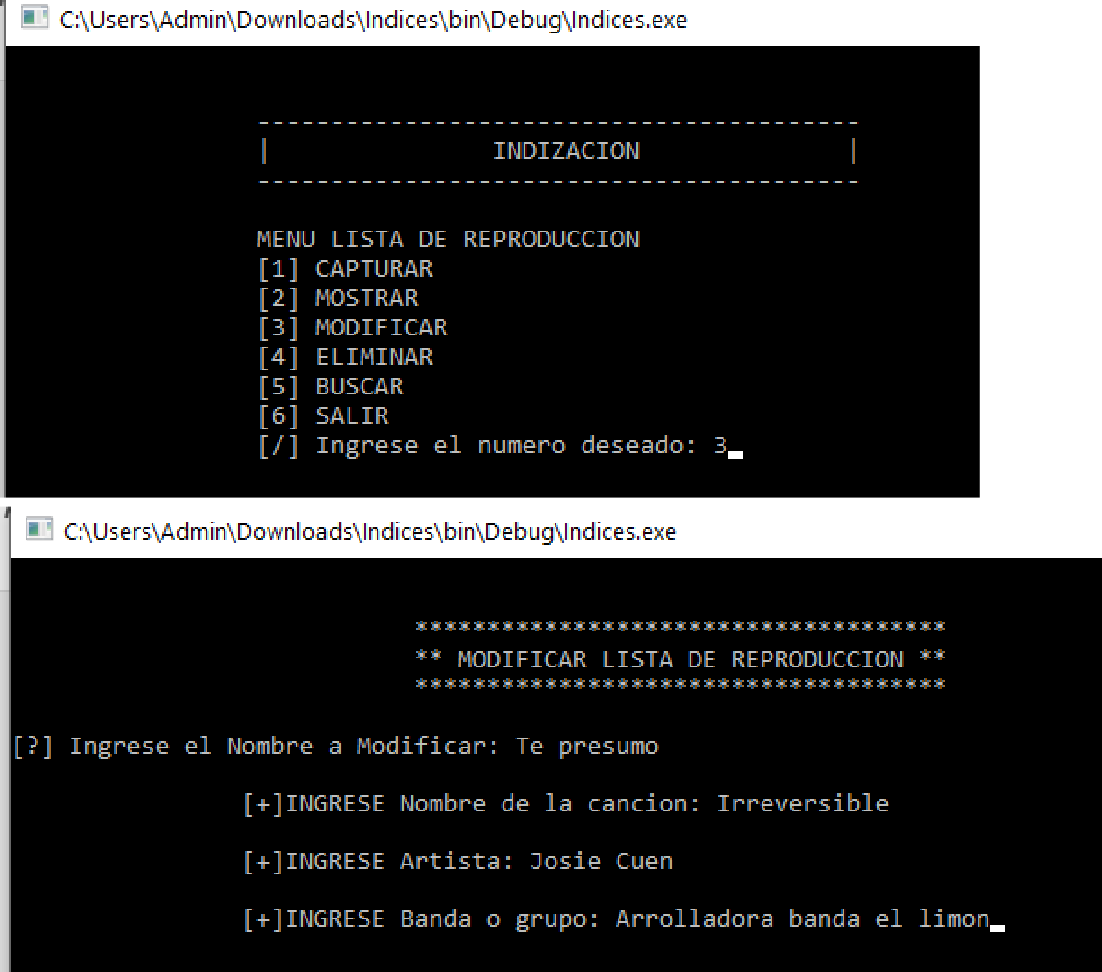 C:\Users\Admin\Downloads\Indices\bin\Debug\Indices.exe
-----------------------------------------
| INDIZACION |
-----------------------------------------
MENU LISTA DE REPRODUCCION
[1] CAPTURAR
[2] MOSTRAR
[3] MODIFICAR
[4] ELIMINAR
[5] BUSCAR
[6] SALIR
[/] Ingrese el numero deseado: 3
C:\Users\Admin\Downloads\Indices\bin\Debug\Indices.exe
*************************************
** MODIFICAR LISTA DE REPRODUCCION **
*************************************
[?] Ingrese el Nombre a Modificar: Te presumo
[+]INGRESE Nombre de la cancion: Irreversible
[+]INGRESE Artista: Josie Cuen
[+]INGRESE Banda o grupo: Arrolladora banda el limon